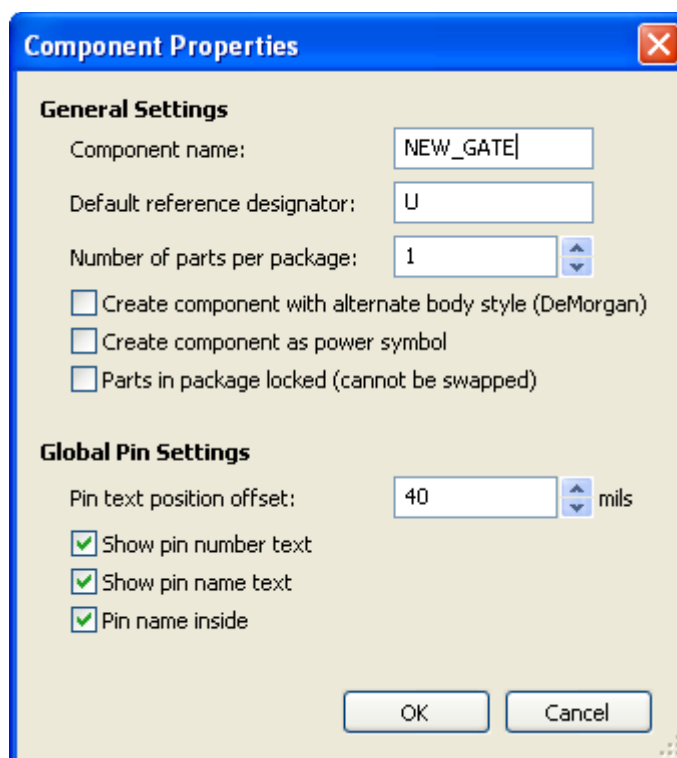 Component Properties
General Settings
Component name: NEW_GATE
Default reference designator: U
Number of parts per package: 1
Create component with alternate body style (DeMorgan)
Create component as power symbol
Parts in package locked (cannot be swapped)
Global Pin Settings
Pin text position offset: 40 mils
Show pin number text
Show pin name text
Pin name inside
OK Cancel